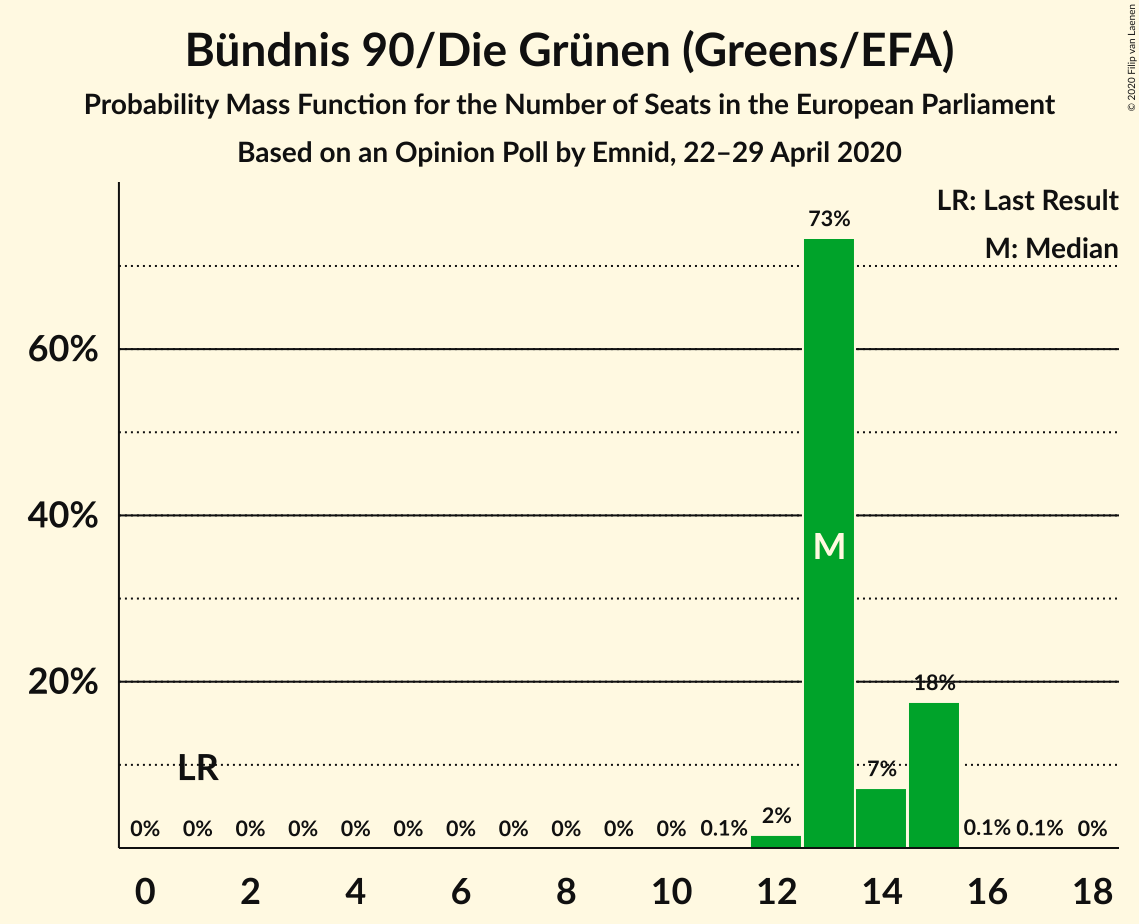 Bündnis 90/Die Grünen (Greens/EFA)
Probability Mass Function for the Number of Seats in the European Parliament
Based on an Opinion Poll by Emnid, 22–29 April 2020
© 2020 Filip van Laenen
LR: Last Result
M: Median
73%
60%
40%
M
20%
18%
LR
7%
2%
0% 0% 0% 0% 0% 0% 0% 0% 0% 0% 0% 0.1% 0.1% 0.1% 0%
0 2 4 6 8 10 12 14 16 18